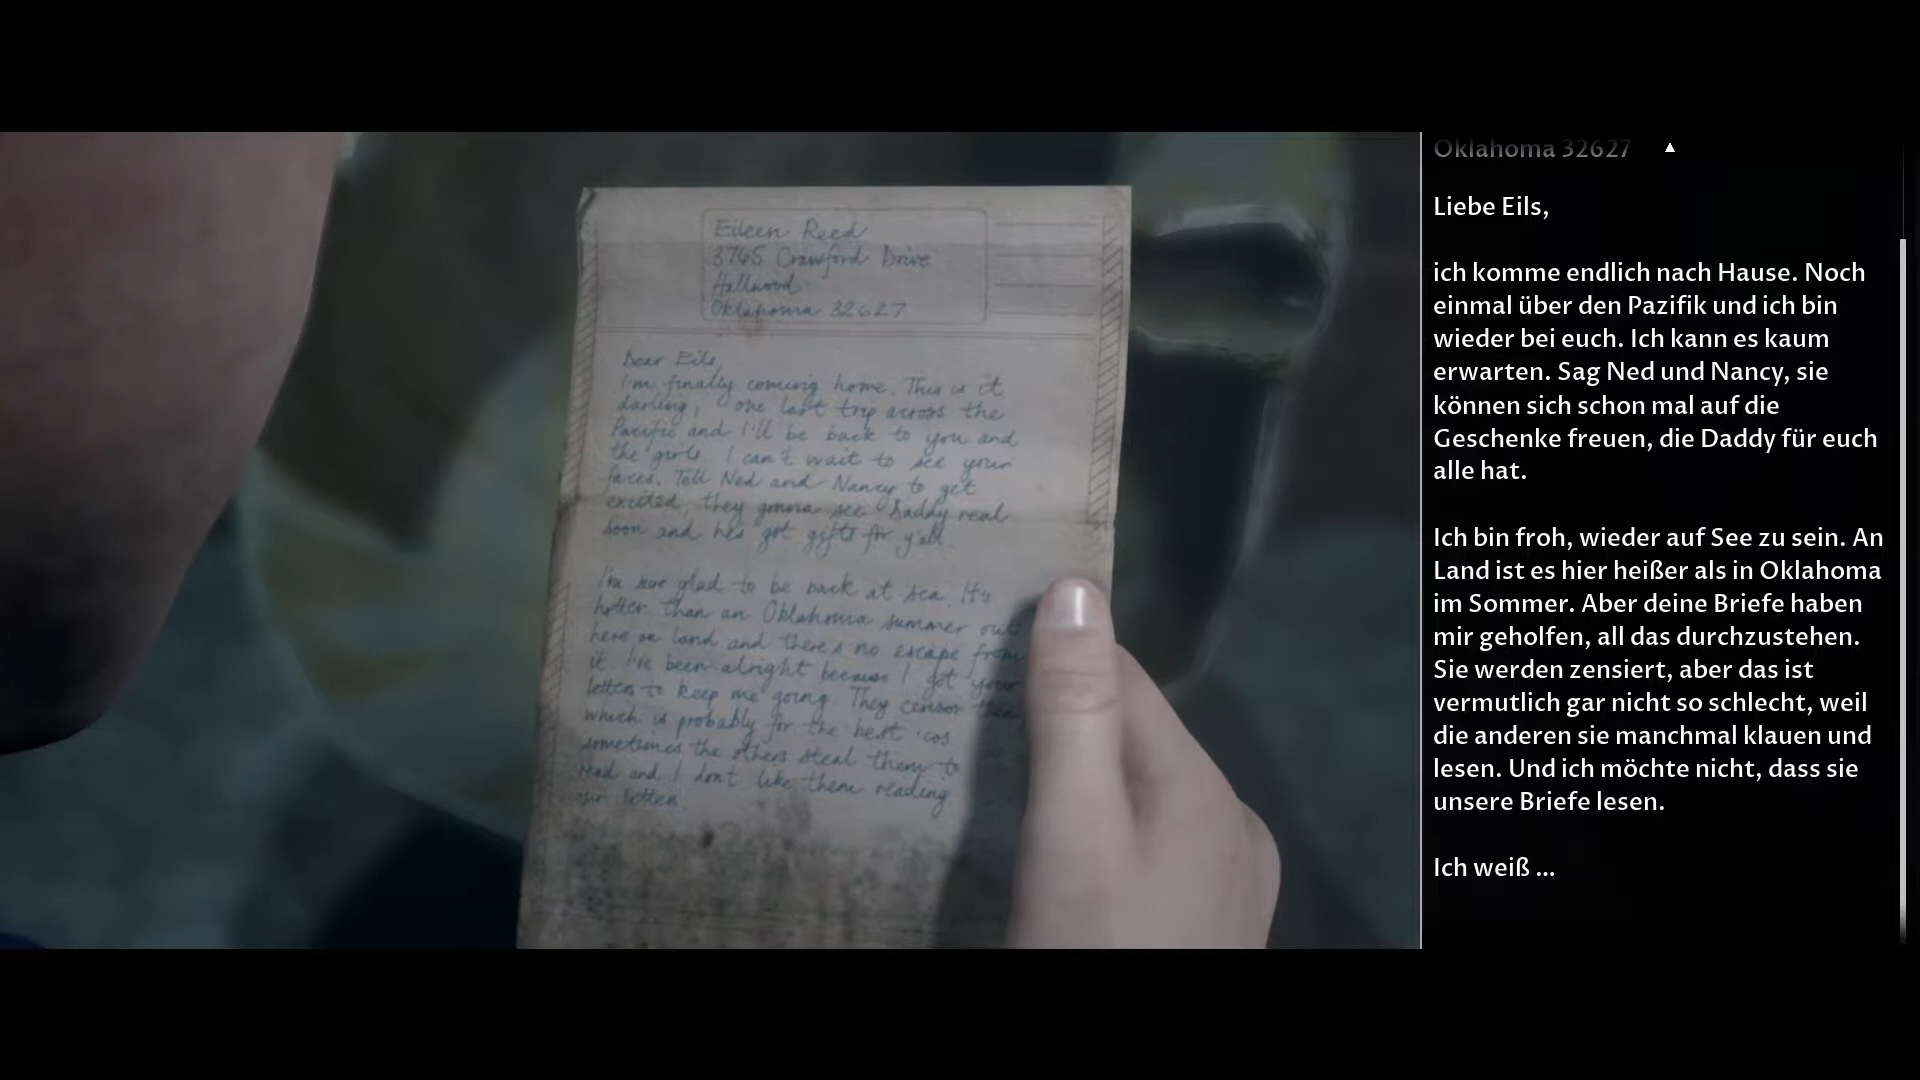 Eileen Reed
3765 Crawford Drive
Hallwood
Oklahoma 32627
Dear Eils,
I'm finally coming home. This is it
darling, one last trip across the
Pacific and I'll be back to you and
the girls. I can't wait to see your
faces. Tell Ned and Nancy to get
excited, they gonna see Daddy real
soon and he's got gifts for y'all.
I'm sure glad to be back at sea. It's
hotter than an Oklahoma summer out
here on land and there's no escape from
it. I've been alright because I got your
letters to keep me going. They censor them
which is probably for the best 'cos
sometimes the others steal them to
read and I don't like them reading
our letters.
Oklahoma 32627
Liebe Eils,
ich komme endlich nach Hause. Noch
einmal über den Pazifik und ich bin
wieder bei euch. Ich kann es kaum
erwarten. Sag Ned und Nancy, sie
können sich schon mal auf die
Geschenke freuen, die Daddy für euch
alle hat.
Ich bin froh, wieder auf See zu sein. An
Land ist es hier heißer als in Oklahoma
im Sommer. Aber deine Briefe haben
mir geholfen, all das durchzustehen.
Sie werden zensiert, aber das ist
vermutlich gar nicht so schlecht, weil
die anderen sie manchmal klauen und
lesen. Und ich möchte nicht, dass sie
unsere Briefe lesen.
Ich weiß ...